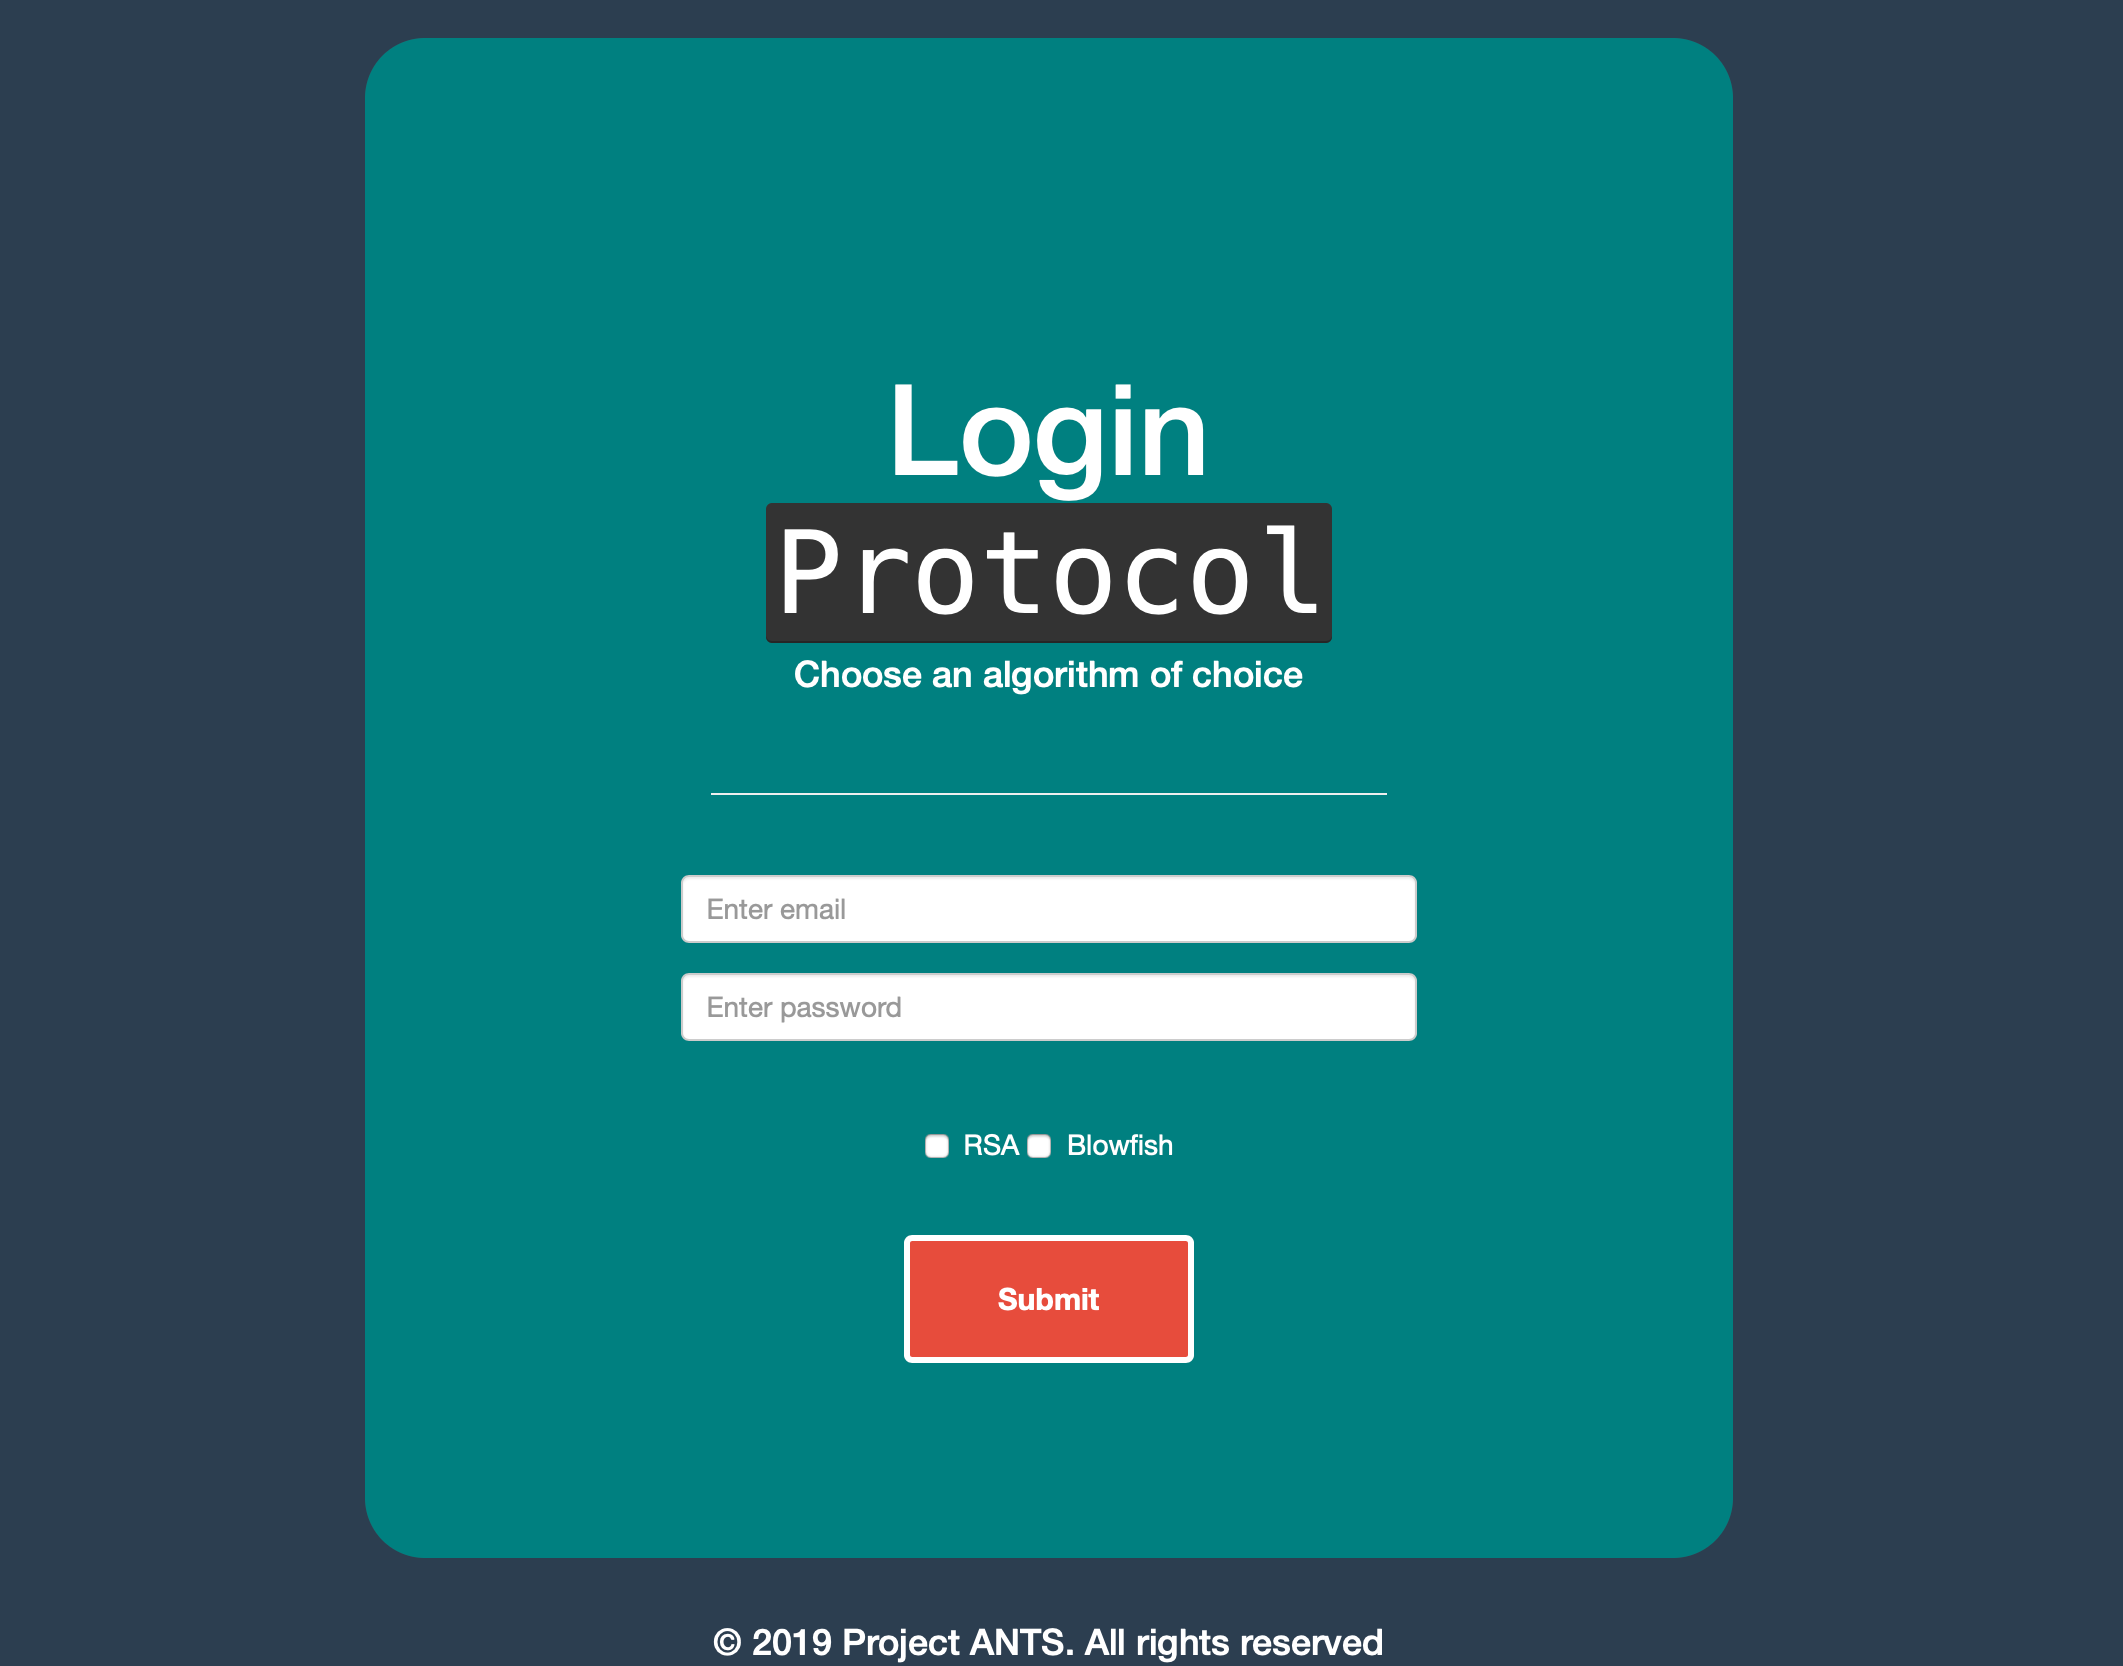 Login
Protocol
Choose an algorithm of choice
Enter email
Enter password
RSA Blowfish
Submit
© 2019 Project ANTS. All rights reserved